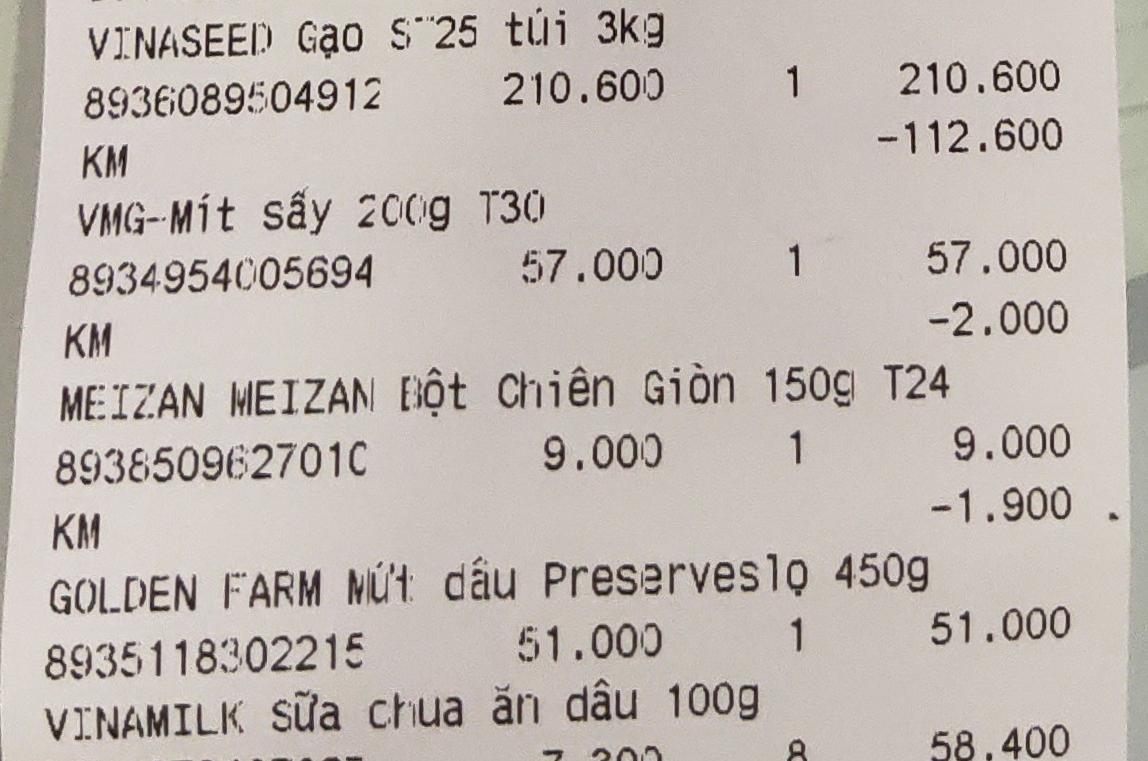 VINASEED Gạo ST25 túi 3kg
8936089504912 210.600 1 210.600
KM -112.600
VMG-Mít sấy 200g T30
8934954005694 57.000 1 57.000
KM -2.000
MEIZAN MEIZAN Bột Chiên Giòn 150g T24
8938509627010 9.000 1 9.000
KM -1.900
GOLDEN FARM Mứt dâu Preserveslọ 450g
8935118302215 51.000 1 51.000
VINAMILK Sữa chua ăn dâu 100g
7.300 8 58.400